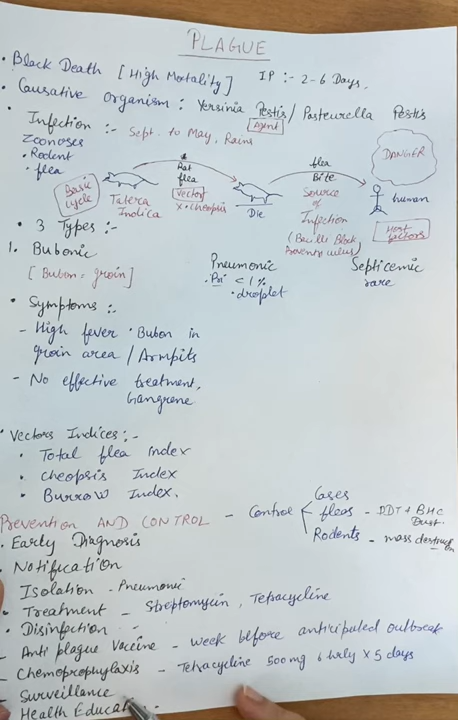 PLAGUE
• Black Death [High Mortality] IP :- 2-6 Days.
• Causative Organism : Yersinia Pestis / Pasteurella Pestis
Agent
• Infection :- Sept. to May, Rains
Zoonoses
• Rodent
• flea
Basic cycle
Tatera Indica
Rat flea
Vector
X. cheopis
Die
flea Bite
Source of Infection
human
DANGER
Host factors
• 3 Types :-
1. Bubonic
[Bubon = groin]
Pneumonic
< 1%
• droplet
Septicemic
rare
• Symptoms :-
- High fever • Bubon in
groin area / Armpits
- No effective treatment,
Gangrene
• Vectors Indices :-
• Total flea index
• Cheopsis Index
• Burrow Index.
Prevention AND CONTROL - Control
Cases
fleas - DDT + BHC Dust.
Rodents - mass destruction
• Early Diagnosis
• Notification
Isolation - Pneumonic
• Treatment - Streptomycin, Tetracycline
• Disinfection :-
- Anti plague Vaccine - week before anticipated outbreak
- Chemoprophylaxis - Tetracycline 500mg 6 hrly x 5 days
- Surveillance
Health